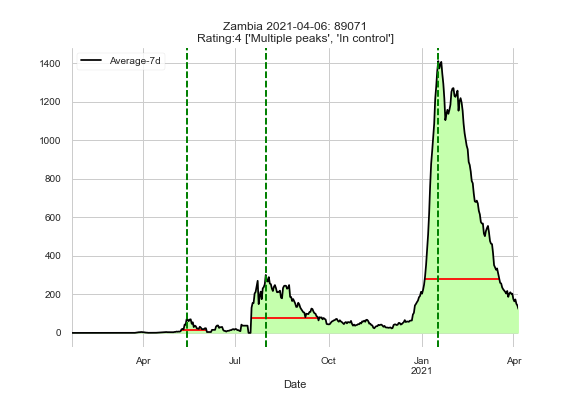 Zambia 2021-04-06: 89071
Rating:4 ['Multiple peaks', 'In control']
Average-7d
1400
1200
1000
800
600
400
200
0
Apr
Jul
Oct
Jan
2021
Apr
Date